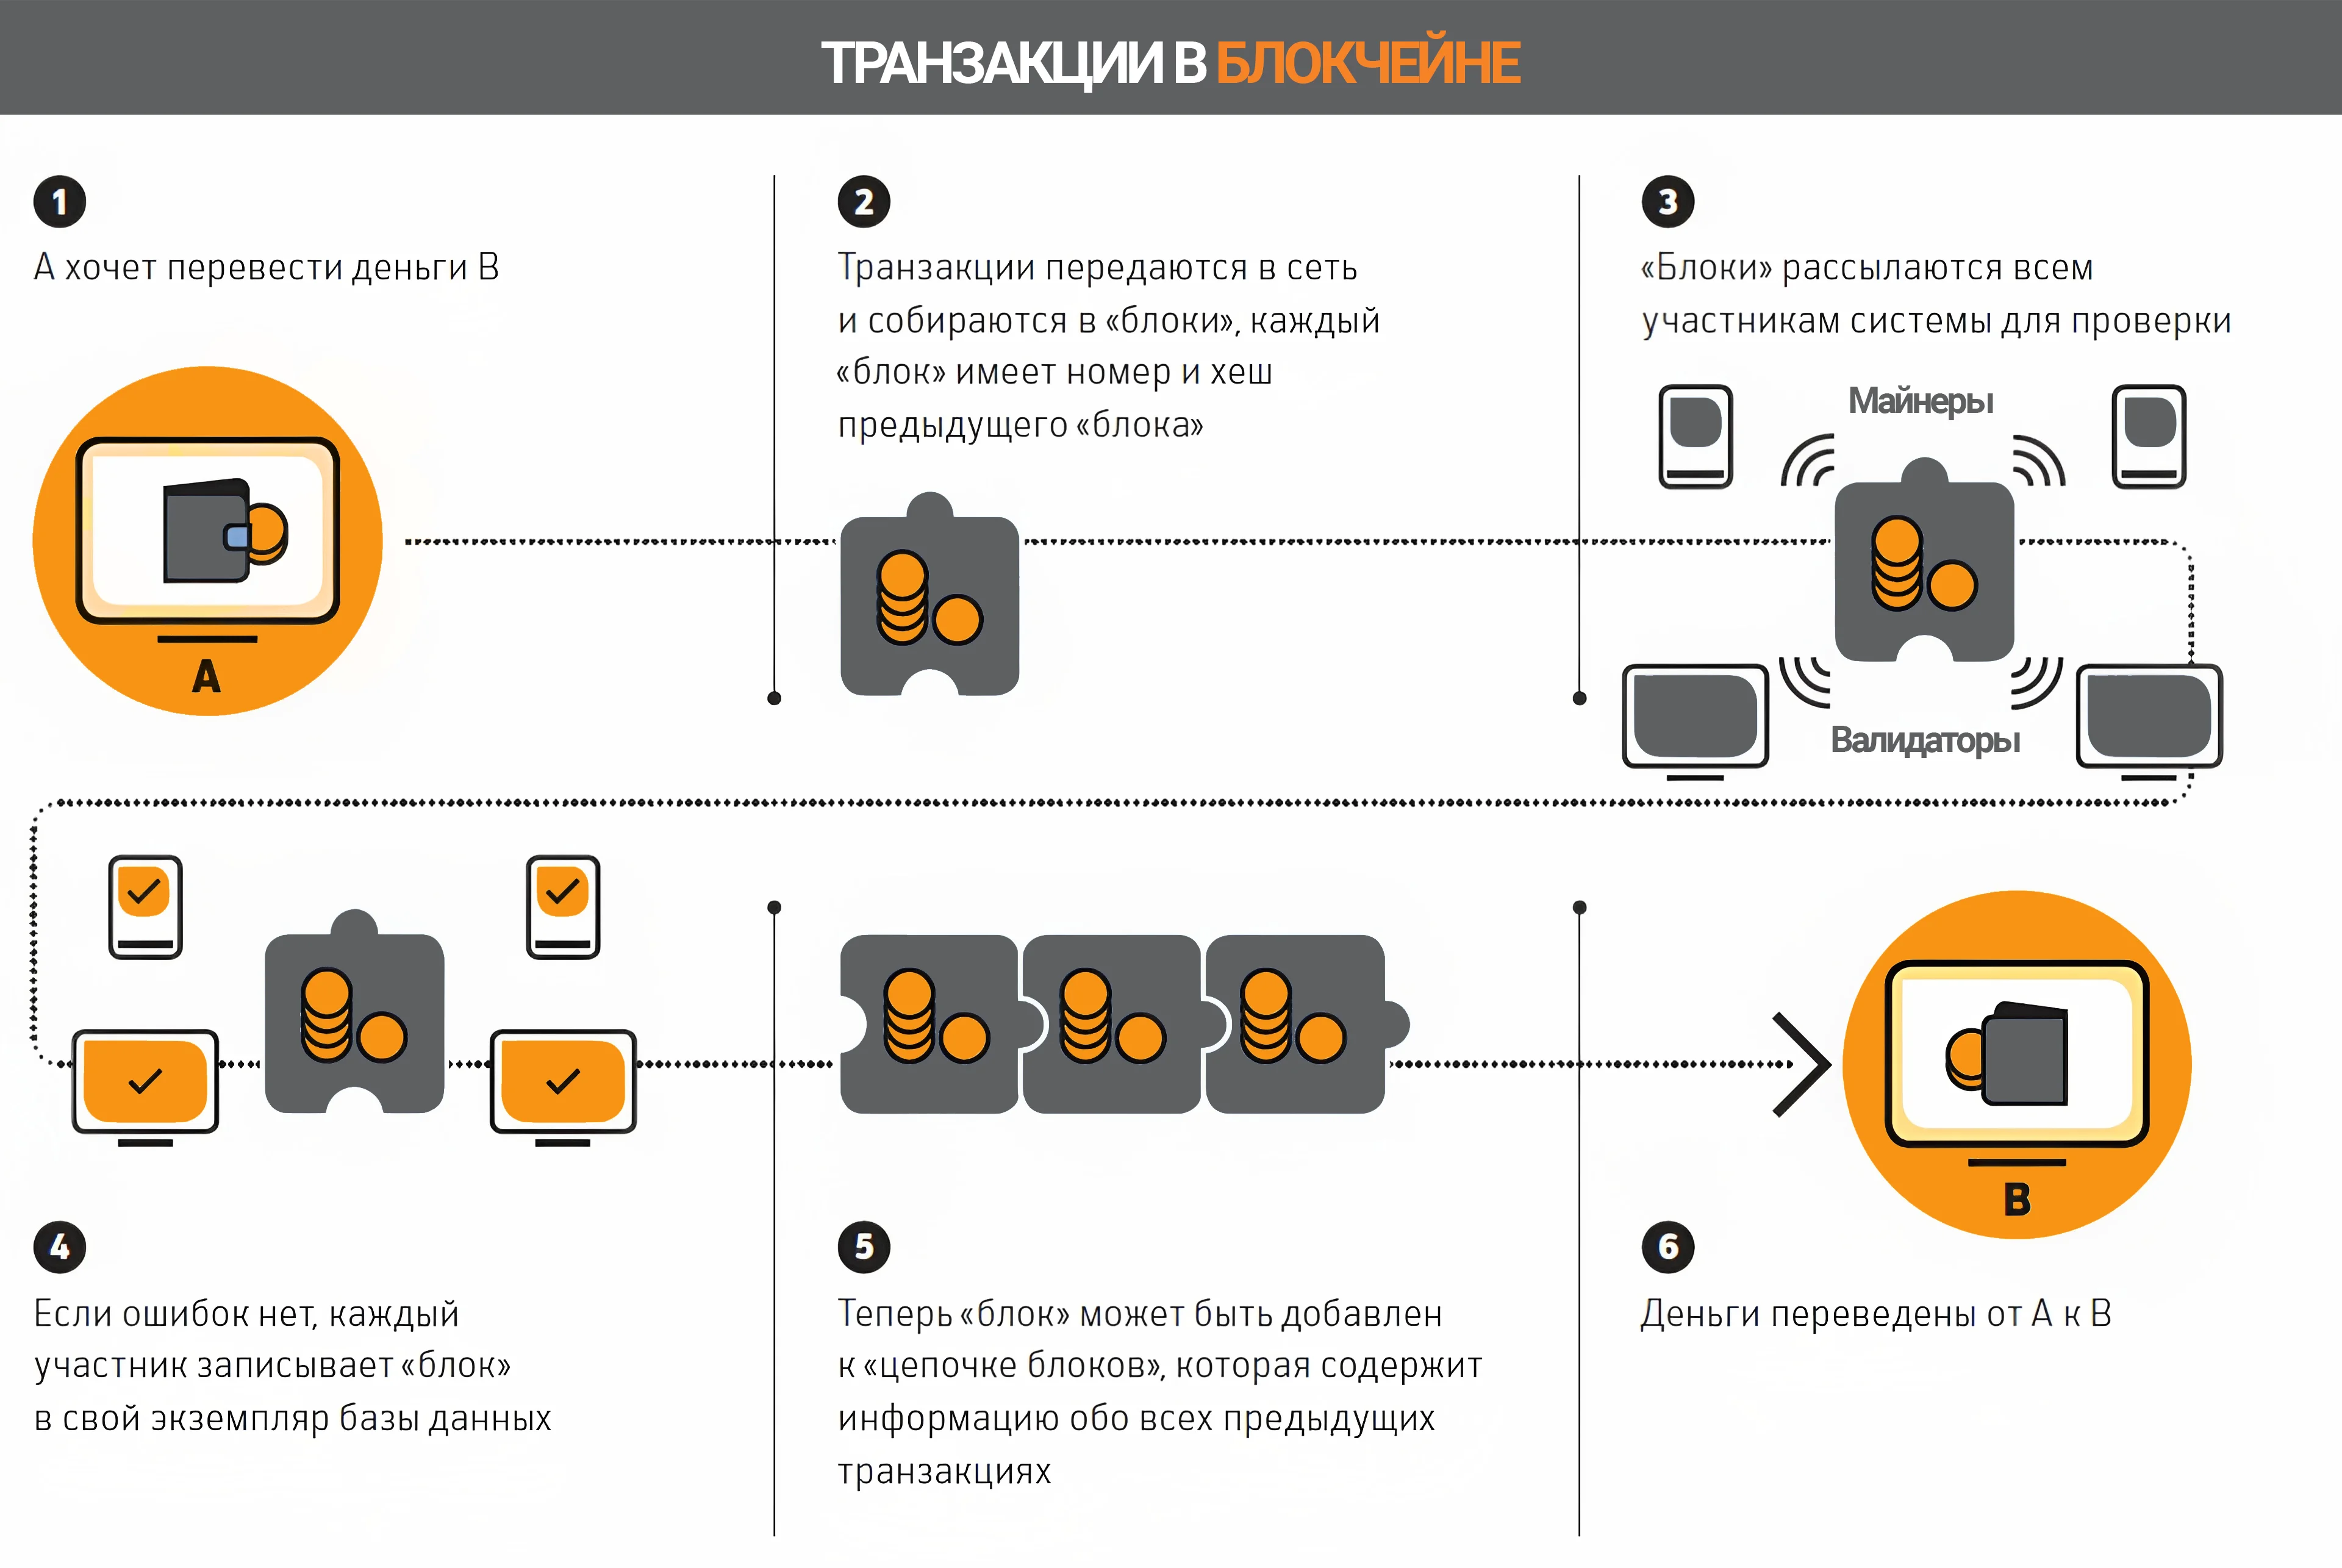 ТРАНЗАКЦИИ В БЛОКЧЕЙНЕ
1
А хочет перевести деньги В
2
Транзакции передаются в сеть
и собираются в «блоки», каждый
«блок» имеет номер и хеш
предыдущего «блока»
3
«Блоки» рассылаются всем
участникам системы для проверки
Майнеры
Валидаторы
А
4
Если ошибок нет, каждый
участник записывает «блок»
в свой экземпляр базы данных
5
Теперь «блок» может быть добавлен
к «цепочке блоков», которая содержит
информацию обо всех предыдущих
транзакциях
В
6
Деньги переведены от А к В